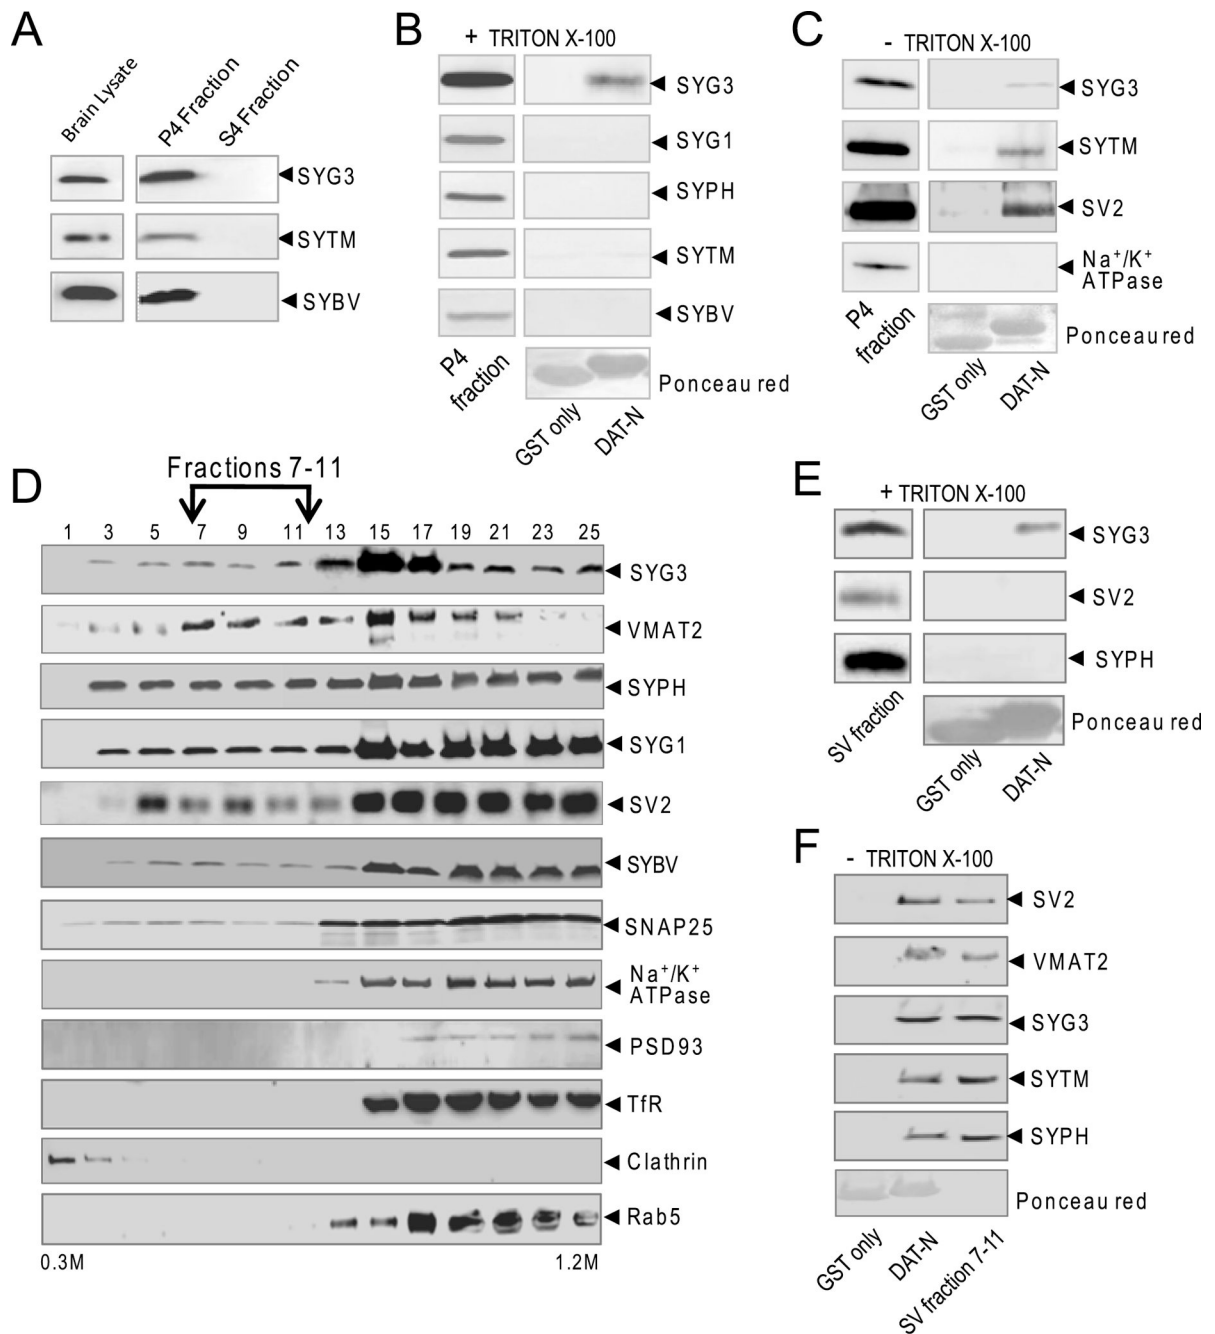 A
Brain Lysate
P4 Fraction
S4 Fraction
SYG3
SYTM
SYBV
B
+ TRITON X-100
SYG3
SYG1
SYPH
SYTM
SYBV
P4 fraction
Ponceau red
GST only
DAT-N
C
- TRITON X-100
SYG3
SYTM
SV2
Na+/K+
ATPase
P4
fraction
Ponceau red
GST only
DAT-N
D
Fractions 7-11
1 3 5 7 9 11 13 15 17 19 21 23 25
SYG3
VMAT2
SYPH
SYG1
SV2
SYBV
SNAP25
Na+/K+
ATPase
PSD93
TfR
Clathrin
Rab5
0.3M 1.2M
E
+ TRITON X-100
SYG3
SV2
SYPH
SV fraction
Ponceau red
GST only
DAT-N
F
- TRITON X-100
SV2
VMAT2
SYG3
SYTM
SYPH
Ponceau red
GST only
DAT-N
SV fraction 7-11